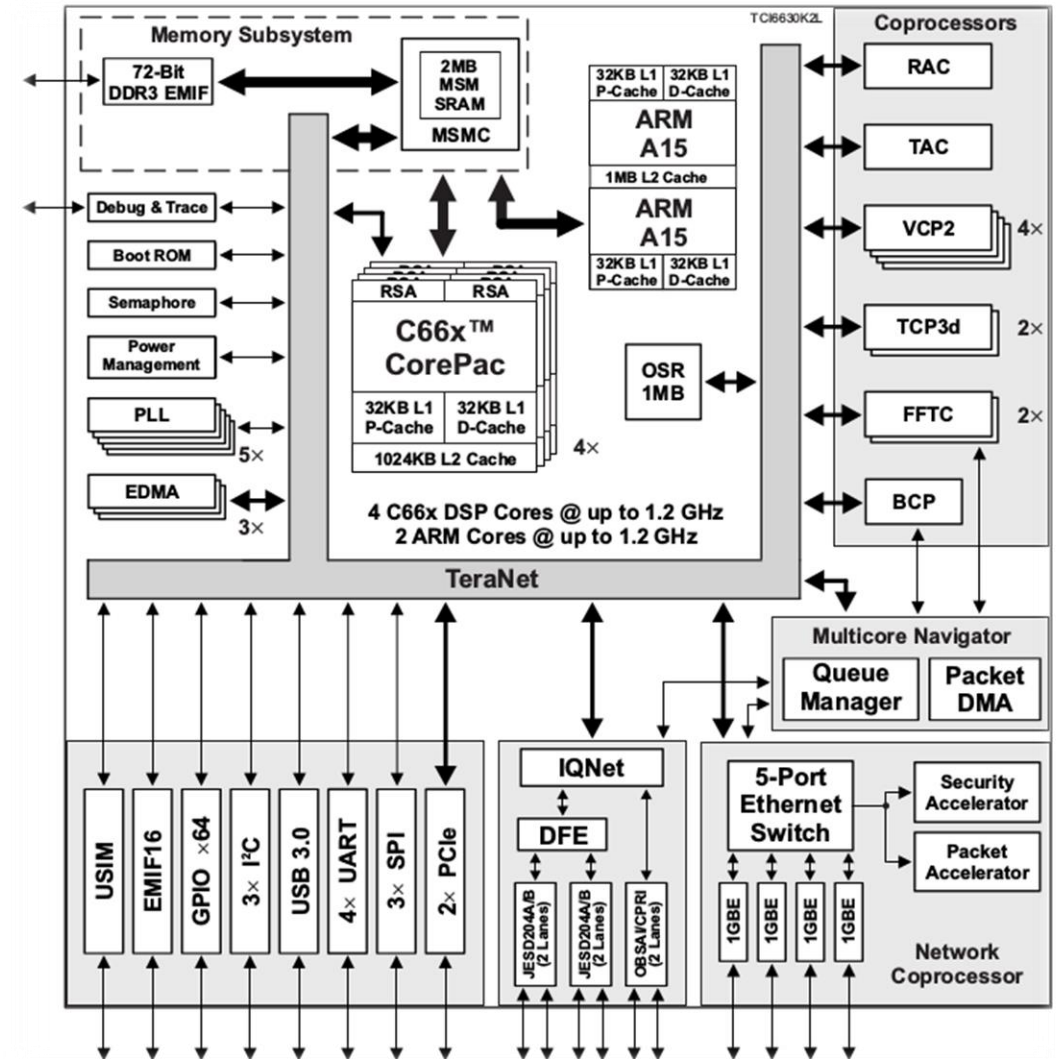 TCI6630K2L
Memory Subsystem
72-Bit
DDR3 EMIF
2MB
MSM
SRAM
MSMC
Debug & Trace
Boot ROM
Semaphore
Power
Management
PLL
5×
EDMA
3×
32KB L1
P-Cache
32KB L1
D-Cache
ARM
A15
1MB L2 Cache
ARM
A15
32KB L1
P-Cache
32KB L1
D-Cache
RSA
RSA
C66x™
CorePac
32KB L1
P-Cache
32KB L1
D-Cache
1024KB L2 Cache
4×
OSR
1MB
4 C66x DSP Cores @ up to 1.2 GHz
2 ARM Cores @ up to 1.2 GHz
TeraNet
Coprocessors
RAC
TAC
VCP2
4×
TCP3d
2×
FFTC
2×
BCP
Multicore Navigator
Queue
Manager
Packet
DMA
USIM
EMIF16
GPIO ×64
3× I²C
USB 3.0
4× UART
3× SPI
2× PCIe
IQNet
DFE
JESD204A/B
(2 Lanes)
JESD204A/B
(2 Lanes)
OBSAI/CPRI
(2 Lanes)
5-Port
Ethernet
Switch
Security
Accelerator
Packet
Accelerator
1GBE
1GBE
1GBE
1GBE
Network
Coprocessor